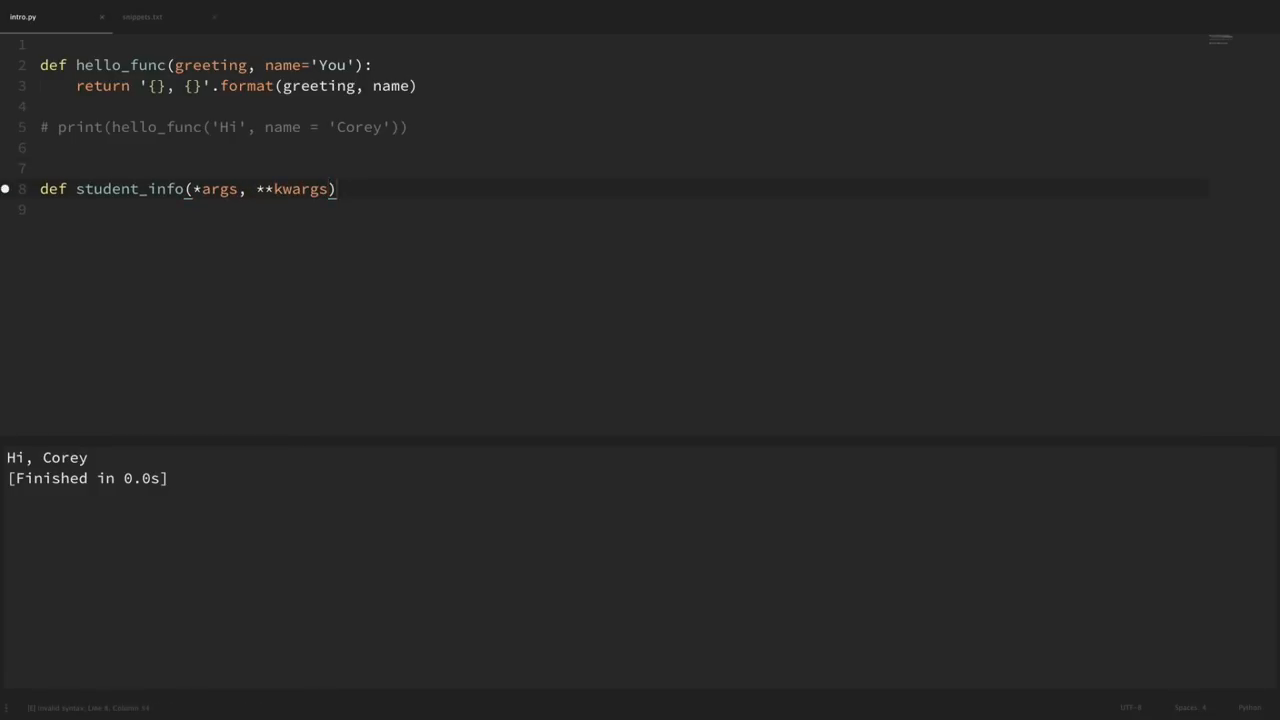 intro.py × snippets.txt ×
1
2 def hello_func(greeting, name='You'):
3     return '{}, {}'.format(greeting, name)
4
5 # print(hello_func('Hi', name = 'Corey'))
6
7
8 def student_info(*args, **kwargs)
9
Hi, Corey
[Finished in 0.0s]
[E] invalid syntax, Line 8, Column 34 UTF-8 Spaces: 4 Python